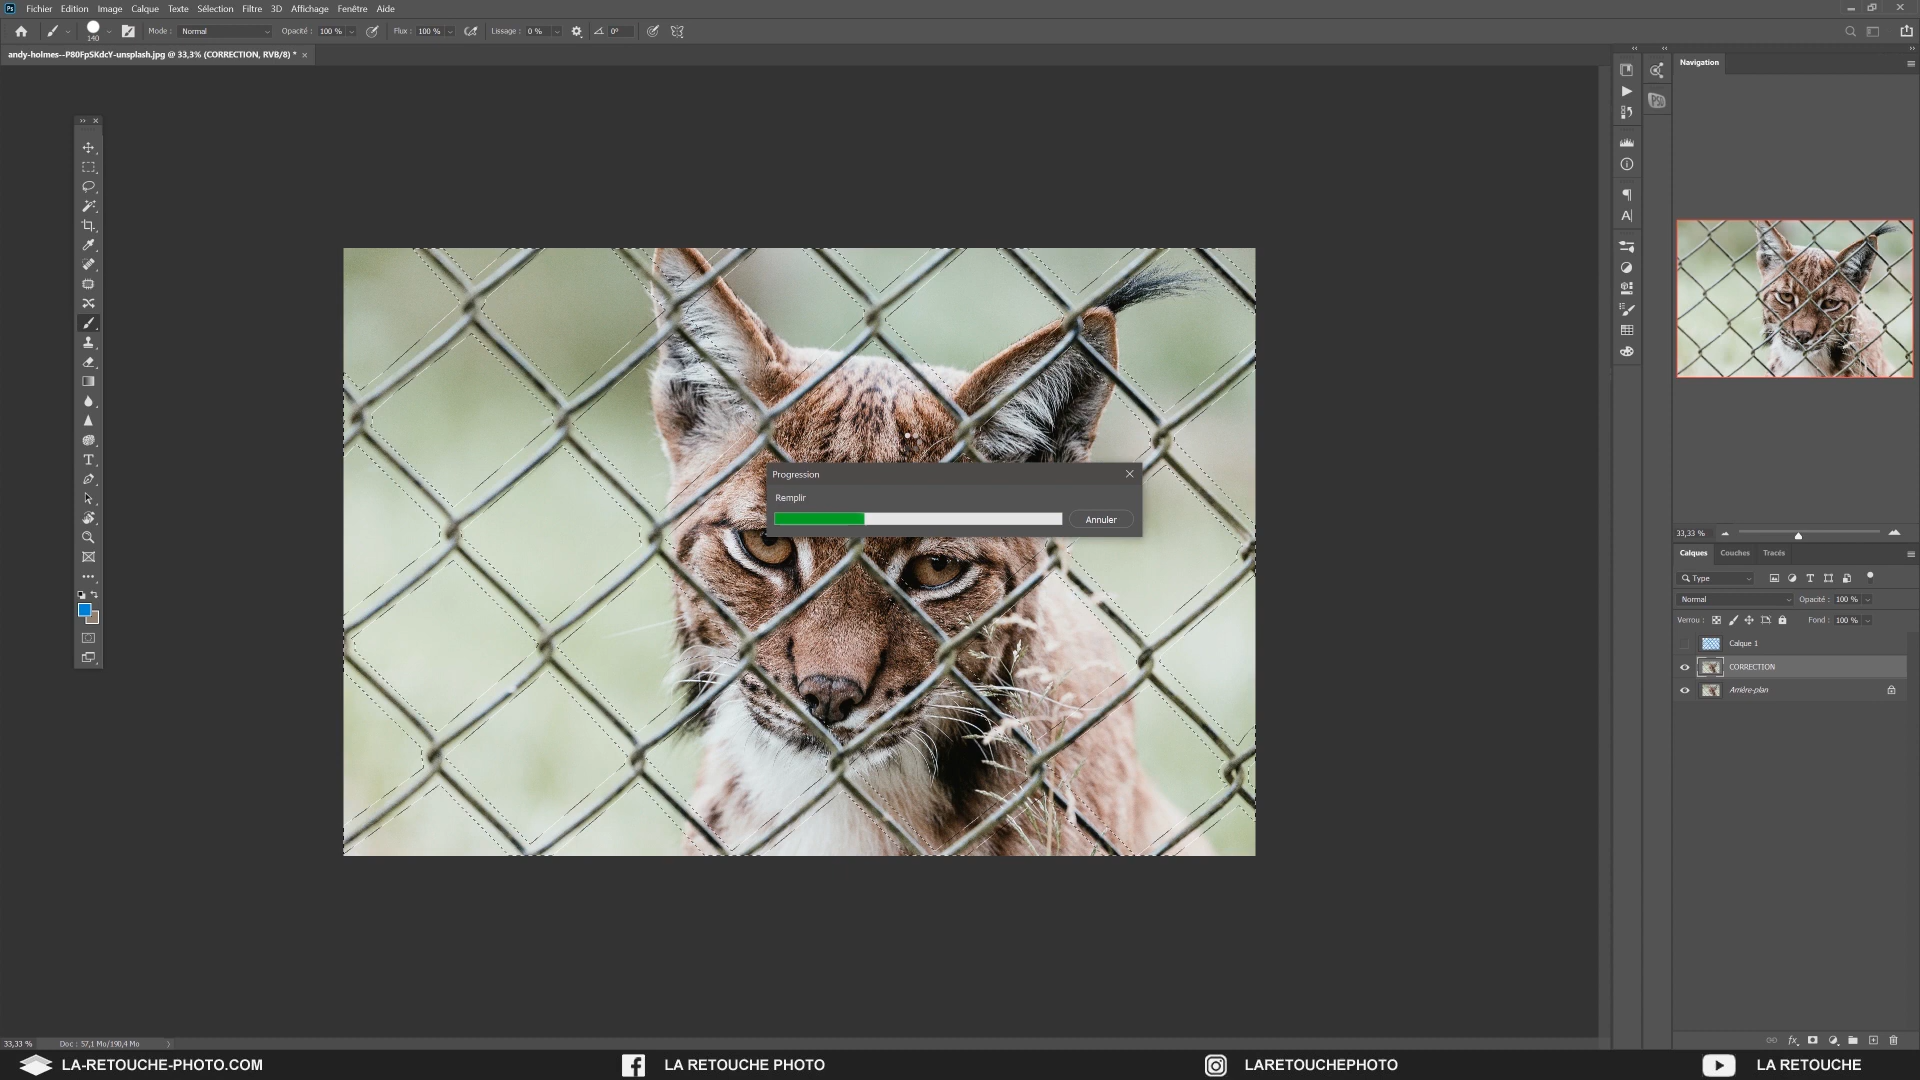 Ps Fichier Edition Image Calque Texte Sélection Filtre 3D Affichage Fenêtre Aide
140 Mode : Normal Opacité : 100 % Flux : 100 % Lissage : 0 % 0°
andy-holmes--P80FpSKdcY-unsplash.jpg @ 33,3% (CORRECTION, RVB/8) *
Navigation
Progression
Remplir
Annuler
33,33 %
Calques Couches Tracés
Type
Normal Opacité : 100 %
Verrou : Fond : 100 %
Calque 1
CORRECTION
Arrière-plan
33,33 % Doc : 57,1 Mo/190,4 Mo
LA-RETOUCHE-PHOTO.COM LA RETOUCHE PHOTO LARETOUCHEPHOTO LA RETOUCHE